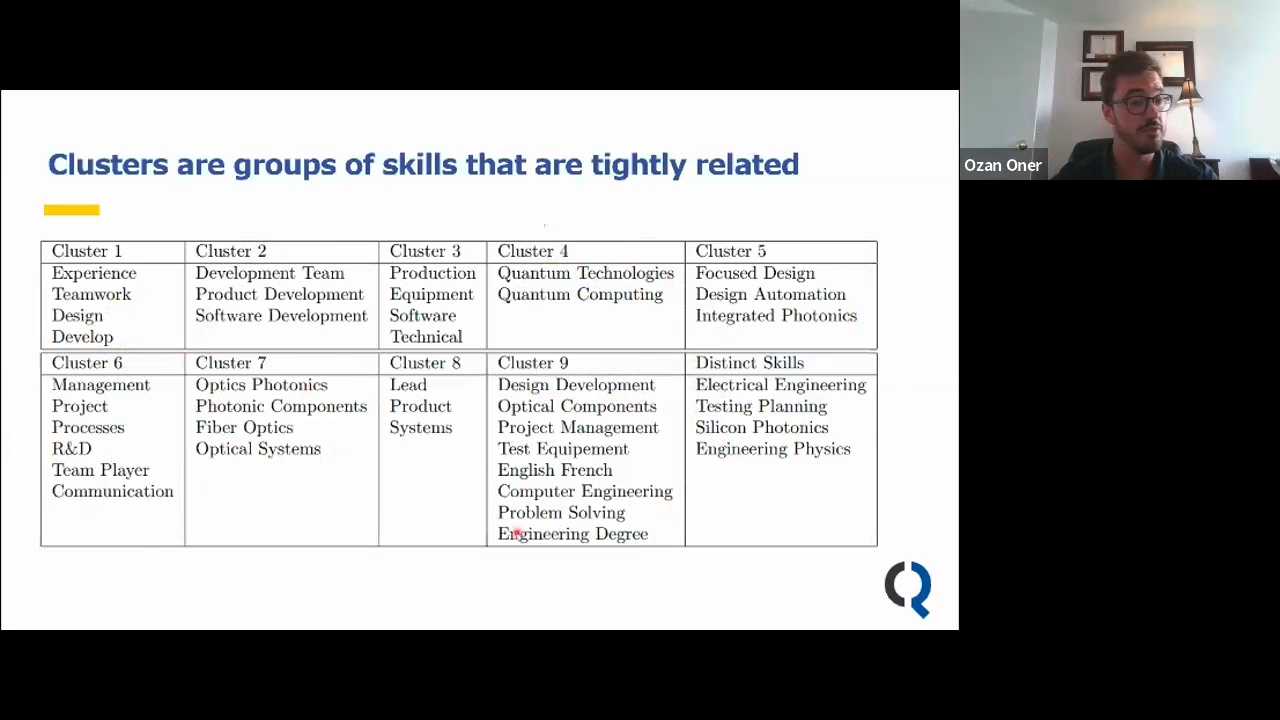 Clusters are groups of skills that are tightly related
Cluster 1 Cluster 2 Cluster 3 Cluster 4 Cluster 5
Experience Development Team Production Quantum Technologies Focused Design
Teamwork Product Development Equipment Quantum Computing Design Automation
Design Software Development Software Integrated Photonics
Develop Technical
Cluster 6 Cluster 7 Cluster 8 Cluster 9 Distinct Skills
Management Optics Photonics Lead Design Development Electrical Engineering
Project Photonic Components Product Optical Components Testing Planning
Processes Fiber Optics Systems Project Management Silicon Photonics
R&D Optical Systems Test Equipement Engineering Physics
Team Player English French
Communication Computer Engineering
Problem Solving
Engineering Degree
Ozan Oner